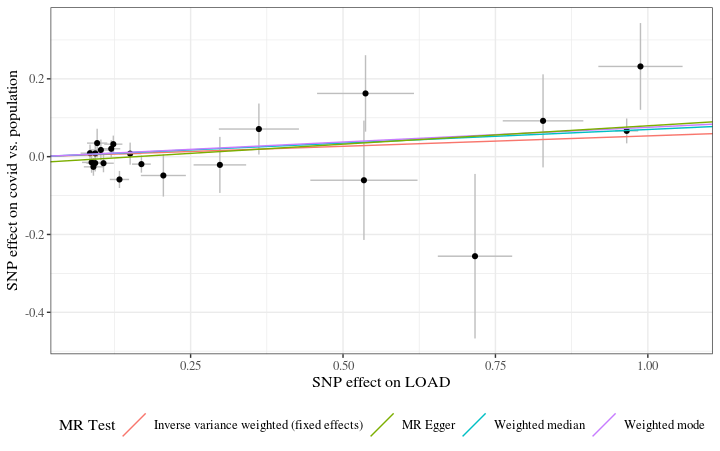 SNP effect on covid vs. population
0.2
0.0
-0.2
-0.4
0.25
0.50
0.75
1.00
SNP effect on LOAD
MR Test
Inverse variance weighted (fixed effects)
MR Egger
Weighted median
Weighted mode